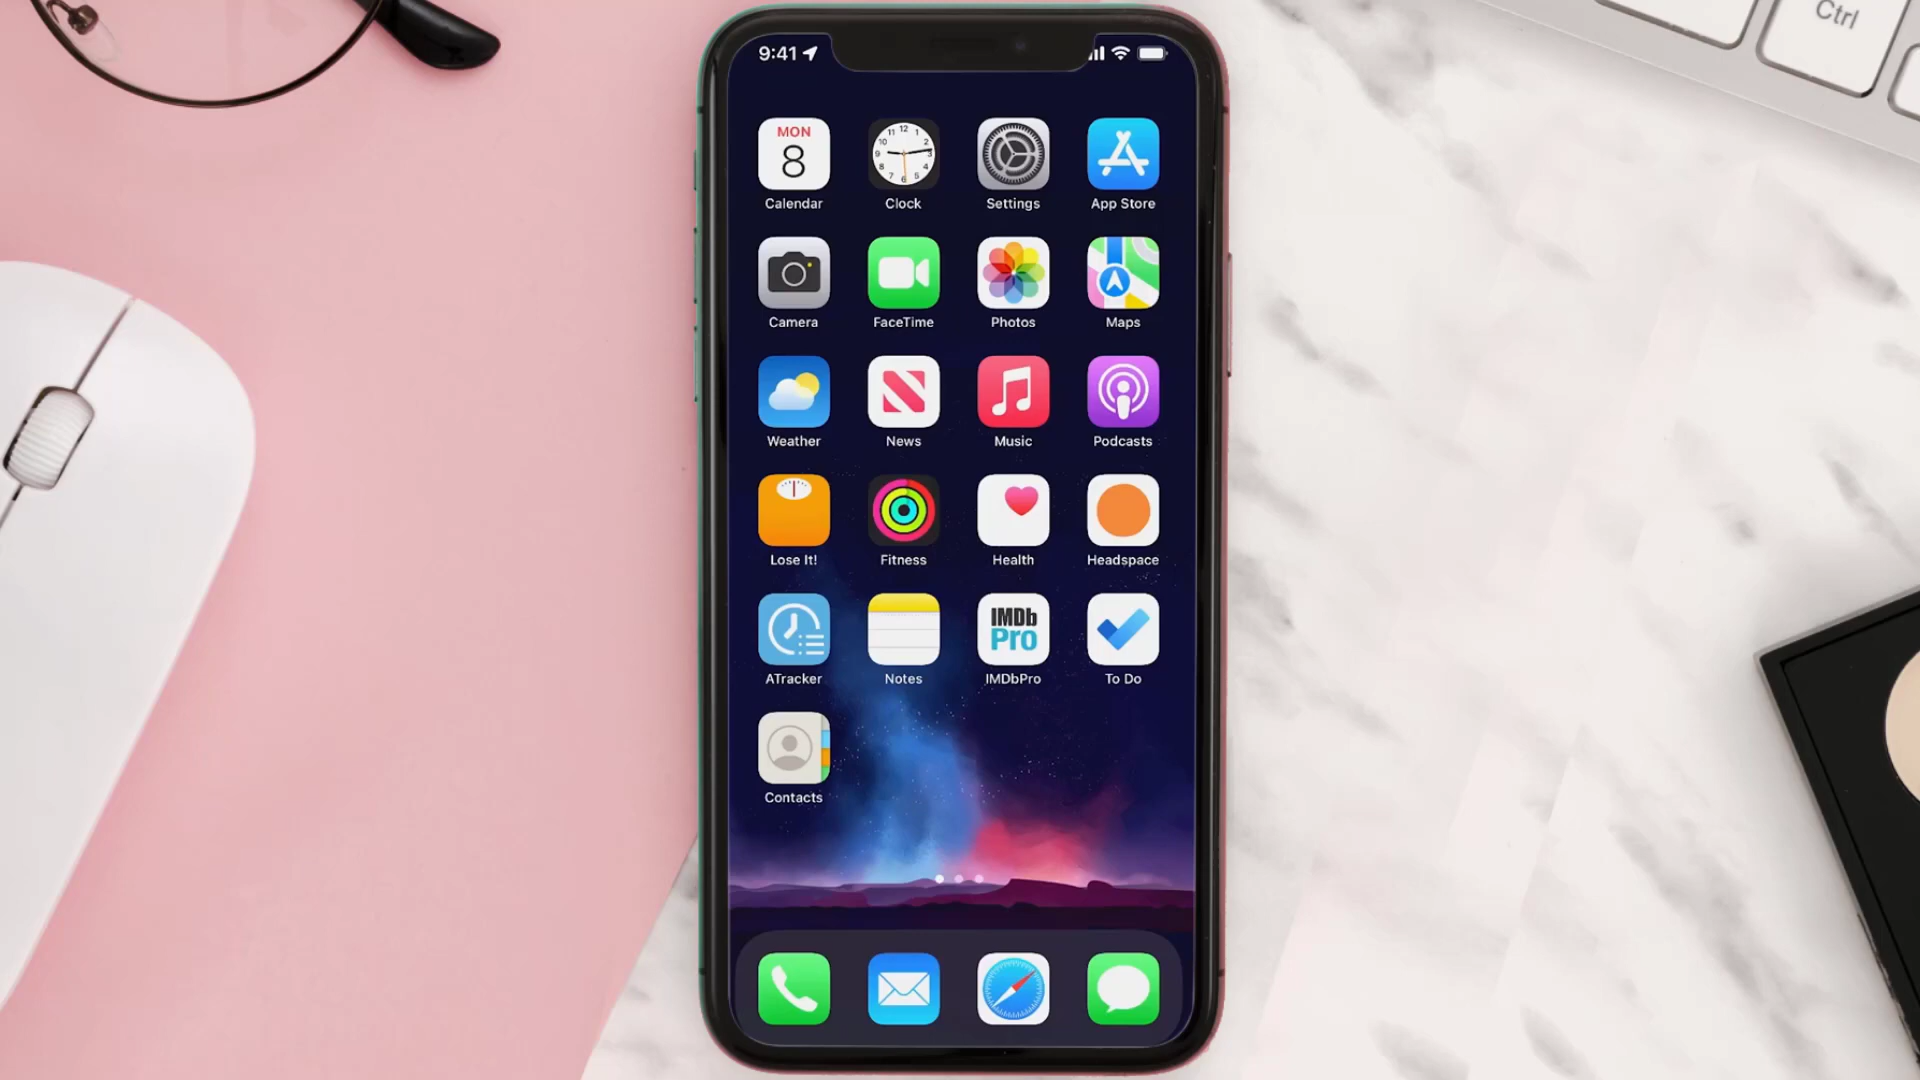 Ctrl
9:41
MON
8
Calendar
Clock
Settings
App Store
Camera
FaceTime
Photos
Maps
Weather
News
Music
Podcasts
Lose It!
Fitness
Health
Headspace
IMDb
Pro
ATracker
Notes
IMDbPro
To Do
Contacts